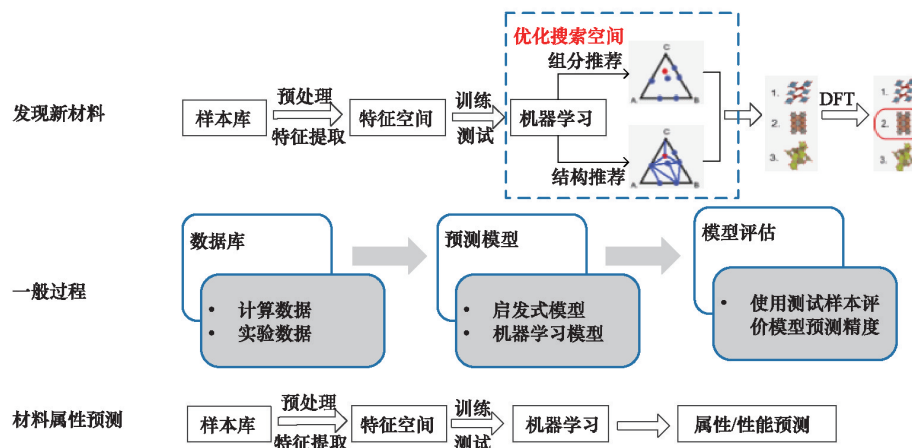 优化搜索空间
组分推荐
C
A
B
发现新材料
样本库
预处理
特征提取
特征空间
训练
测试
机器学习
结构推荐
C
A
B
1.
2.
3.
DFT
1.
2.
3.
一般过程
数据库
• 计算数据
• 实验数据
预测模型
• 启发式模型
• 机器学习模型
模型评估
• 使用测试样本评
价模型预测精度
材料属性预测
样本库
预处理
特征提取
特征空间
训练
测试
机器学习
属性/性能预测